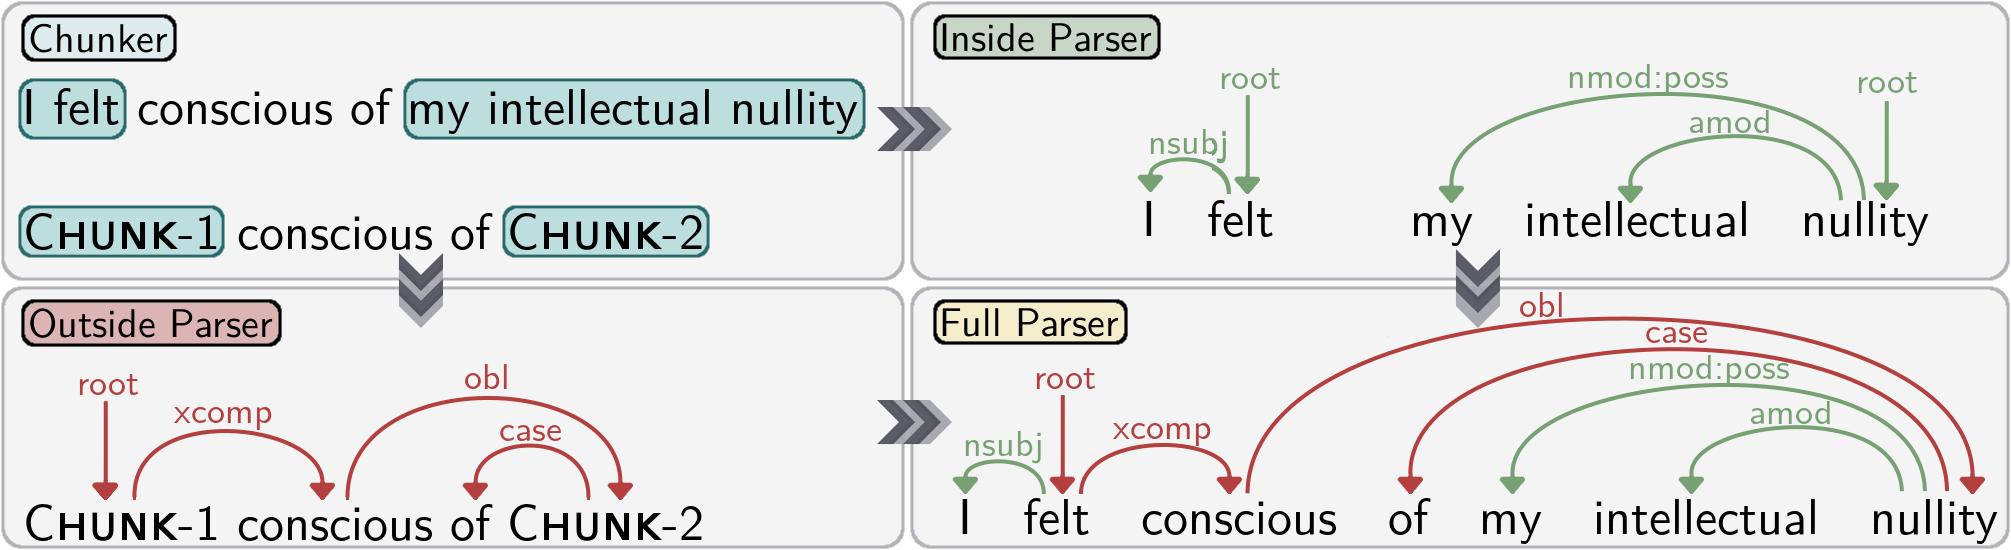 Chunker
I felt conscious of my intellectual nullity
CHUNK-1 conscious of CHUNK-2
Inside Parser
root
nsubj
I felt
nmod:poss
root
amod
my intellectual nullity
Outside Parser
root
xcomp
obl
case
CHUNK-1 conscious of CHUNK-2
Full Parser
obl
case
nmod:poss
amod
root
xcomp
nsubj
I felt conscious of my intellectual nullity